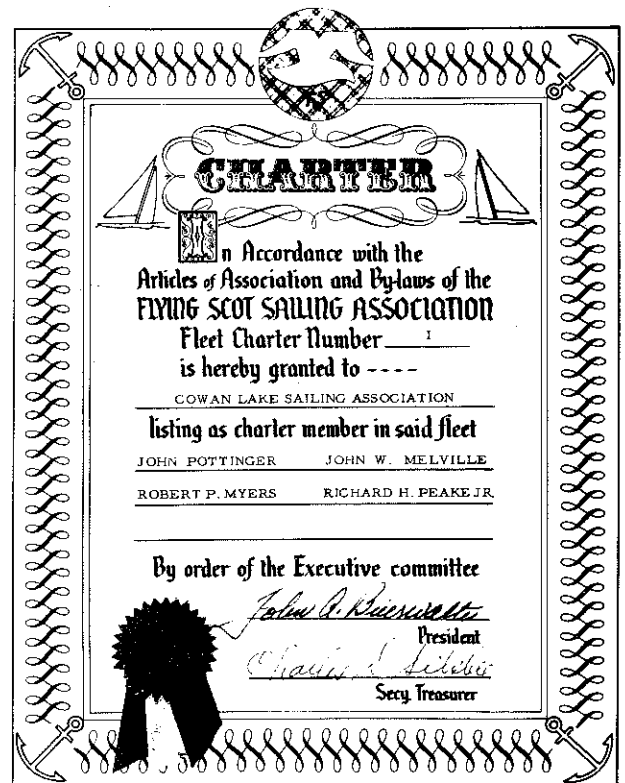 CHARTER
In Accordance with the
Articles of Association and By-laws of the
FLYING SCOT SAILING ASSOCIATION
Fleet Charter Number I
is hereby granted to ----
COWAN LAKE SAILING ASSOCIATION
listing as charter member in said fleet
JOHN POTTINGER JOHN W. MELVILLE
ROBERT P. MYERS RICHARD H. PEAKE JR
By order of the Executive committee
John A.
President
Charles
Secy. Treasurer